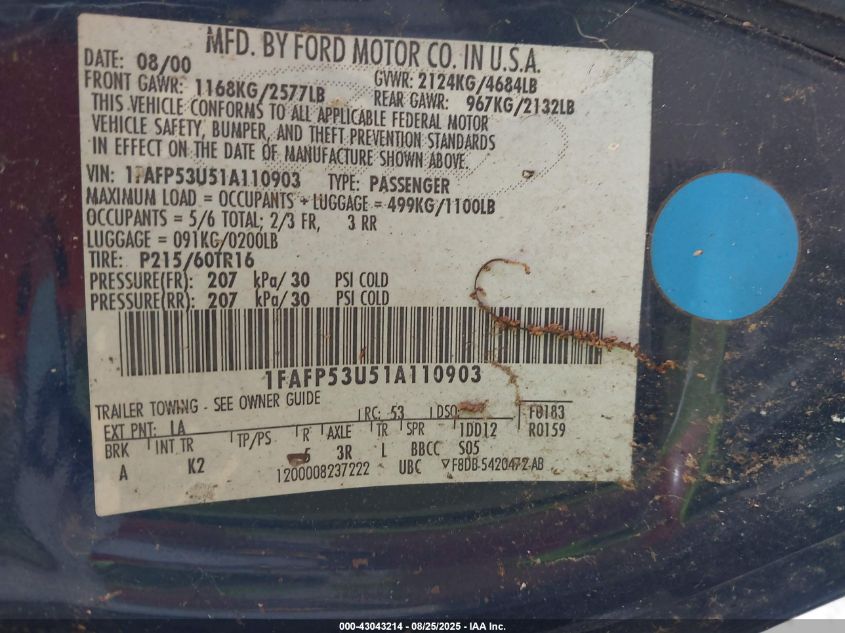 MFD. BY FORD MOTOR CO. IN U.S.A.
DATE: 08/00 GVWR: 2124KG/4684LB
FRONT GAWR: 1168KG/2577LB REAR GAWR: 967KG/2132LB
THIS VEHICLE CONFORMS TO ALL APPLICABLE FEDERAL MOTOR
VEHICLE SAFETY, BUMPER, AND THEFT PREVENTION STANDARDS
IN EFFECT ON THE DATE OF MANUFACTURE SHOWN ABOVE.
VIN: 1FAFP53U51A110903 TYPE: PASSENGER
MAXIMUM LOAD = OCCUPANTS + LUGGAGE = 499KG/1100LB
OCCUPANTS = 5/6 TOTAL; 2/3 FR, 3 RR
LUGGAGE = 091KG/0200LB
TIRE: P215/60TR16
PRESSURE(FR): 207 kPa/30 PSI COLD
PRESSURE(RR): 207 kPa/30 PSI COLD
1FAFP53U51A110903
TRAILER TOWING - SEE OWNER GUIDE
EXT PNT: LA RC: 53 DSO: F0183
BRK INT TR TP/PS R AXLE TR SPR 1DD12 R0159
A K2 5 3R L BBCC S05
1200008237222 UBC F8DB-5420472-AB
000-43043214 - 08/25/2025 - IAA Inc.